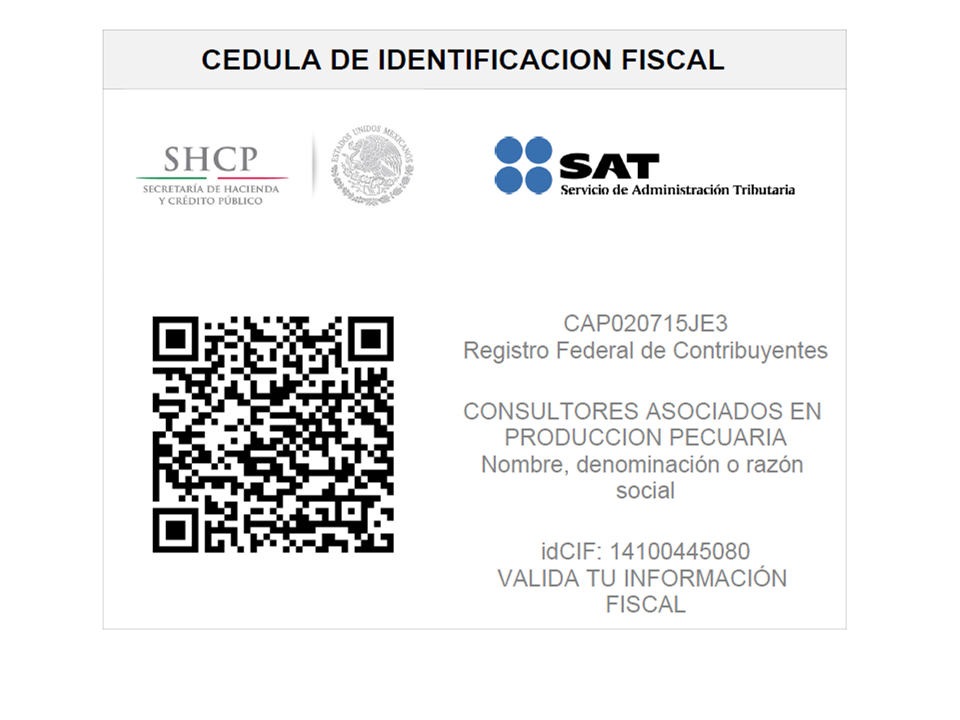 CEDULA DE IDENTIFICACION FISCAL
SHCP
SECRETARÍA DE HACIENDA
Y CRÉDITO PÚBLICO
ESTADOS UNIDOS MEXICANOS
SAT
Servicio de Administración Tributaria
CAP020715JE3
Registro Federal de Contribuyentes
CONSULTORES ASOCIADOS EN
PRODUCCION PECUARIA
Nombre, denominación o razón
social
idCIF: 14100445080
VALIDA TU INFORMACIÓN
FISCAL